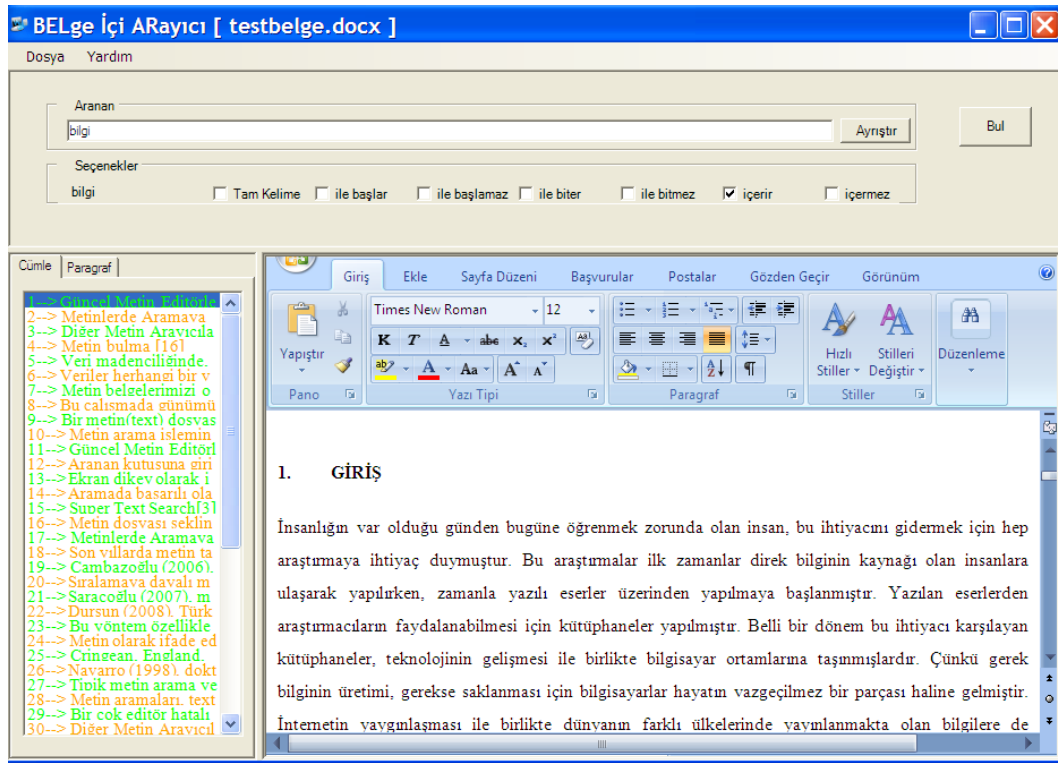 BELge İçi ARayıcı [ testbelge.docx ]
Dosya Yardım
Aranan
bilgi
Ayrıştır
Bul
Seçenekler
bilgi Tam Kelime ile başlar ile başlamaz ile biter ile bitmez içerir içermez
Cümle Paragraf
1--> Güncel Metin Editörle
2--> Metinlerde Aramava
3--> Diğer Metin Aravıcıla
4--> Metin bulma [16]
5--> Veri madenciliğinde.
6--> Veriler herhangi bir v
7--> Metin belgelerimizi o
8--> Bu calısmada günümü
9--> Bir metin(text) dosvas
10--> Metin arama islemin
11--> Güncel Metin Editörl
12--> Aranan kutusuna giri
13--> Ekran dikev olarak i
14--> Aramada basarılı ola
15--> Super Text Search[3]
16--> Metin dosvası seklin
17--> Metinlerde Aramava
18--> Son vıllarda metin ta
19--> Cambazoğlu (2006).
20--> Sıralamava davalı m
21--> Saracoğlu (2007). m
22--> Dursun (2008). Türk
23--> Bu vöntem özellikle
24--> Metin olarak ifade ed
25--> Cringean. England.
26--> Navarro (1998). dokt
27--> Tipik metin arama ve
28--> Metin aramaları. text
29--> Bir cok editör hatalı
30--> Diğer Metin Aravıcıl
Giriş Ekle Sayfa Düzeni Başvurular Postalar Gözden Geçir Görünüm
Times New Roman 12
Yapıştır
K T A abe x₂ x²
ab A Aa A A
Hızlı Stiller
Stilleri Değiştir
Düzenleme
Pano Yazı Tipi Paragraf Stiller
1. GİRİŞ
İnsanlığın var olduğu günden bugüne öğrenmek zorunda olan insan, bu ihtiyacını gidermek için hep
araştırmaya ihtiyaç duymuştur. Bu araştırmalar ilk zamanlar direk bilginin kaynağı olan insanlara
ulaşarak yapılırken, zamanla yazılı eserler üzerinden yapılmaya başlanmıştır. Yazılan eserlerden
araştırmacıların faydalanabilmesi için kütüphaneler yapılmıştır. Belli bir dönem bu ihtiyacı karşılayan
kütüphaneler, teknolojinin gelişmesi ile birlikte bilgisayar ortamlarına taşınmışlardır. Çünkü gerek
bilginin üretimi, gerekse saklanması için bilgisayarlar hayatın vazgeçilmez bir parçası haline gelmiştir.
İnternetin yaygınlaşması ile birlikte dünyanın farklı ülkelerinde yayınlanmakta olan bilgilere de